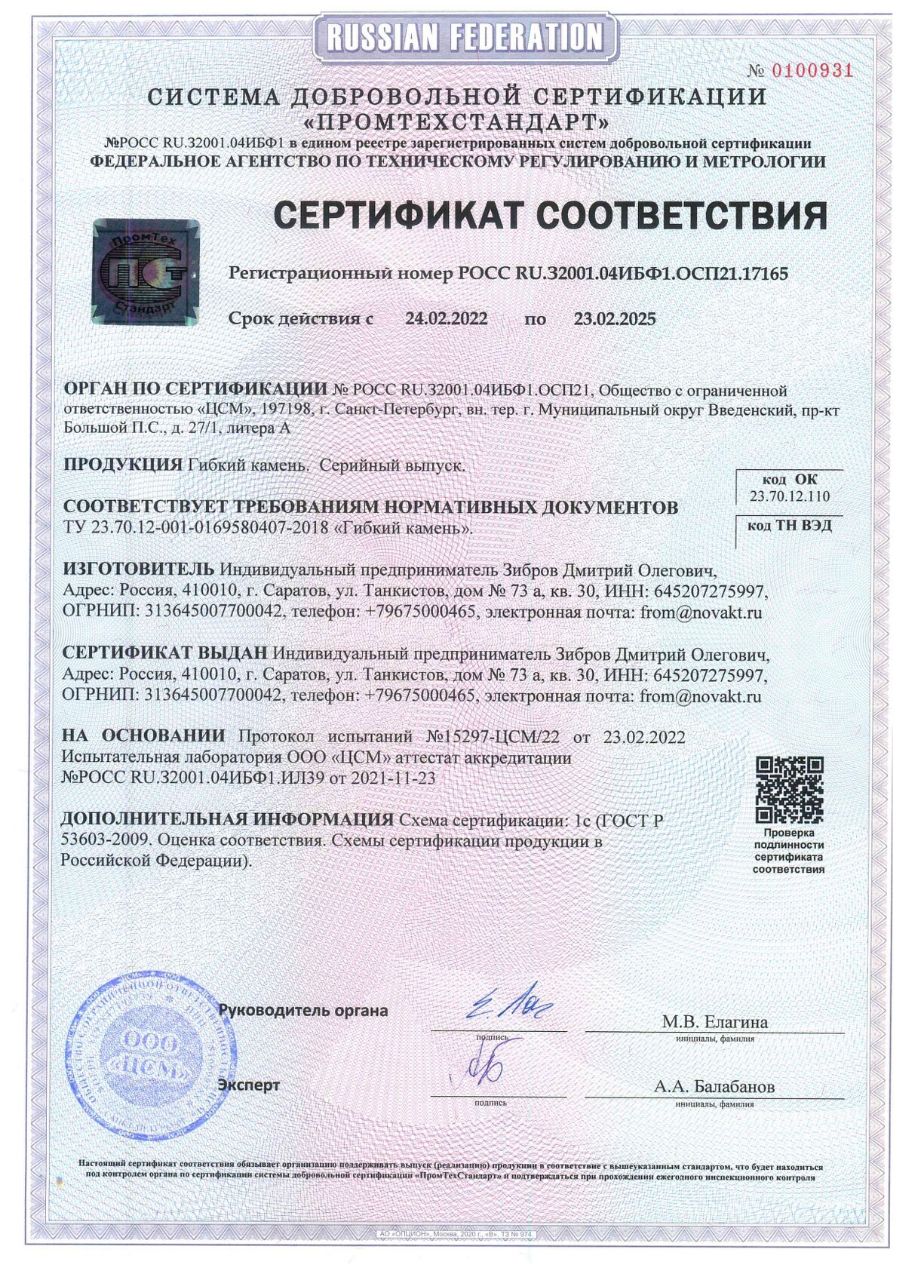 RUSSIAN FEDERATION
№ 0100931
СИСТЕМА ДОБРОВОЛЬНОЙ СЕРТИФИКАЦИИ
«ПРОМТЕХСТАНДАРТ»
№РОСС RU.32001.04ИБФ1 в едином реестре зарегистрированных систем добровольной сертификации
ФЕДЕРАЛЬНОЕ АГЕНТСТВО ПО ТЕХНИЧЕСКОМУ РЕГУЛИРОВАНИЮ И МЕТРОЛОГИИ
СЕРТИФИКАТ СООТВЕТСТВИЯ
ПромТех
ПСт
Стандарт
Регистрационный номер РОСС RU.32001.04ИБФ1.ОСП21.17165
Срок действия с 24.02.2022 по 23.02.2025
ОРГАН ПО СЕРТИФИКАЦИИ № РОСС RU.32001.04ИБФ1.ОСП21, Общество с ограниченной
ответственностью «ЦСМ», 197198, г. Санкт-Петербург, вн. тер. г. Муниципальный округ Введенский, пр-кт
Большой П.С., д. 27/1, литера А
ПРОДУКЦИЯ Гибкий камень. Серийный выпуск.
код ОК
23.70.12.110
СООТВЕТСТВУЕТ ТРЕБОВАНИЯМ НОРМАТИВНЫХ ДОКУМЕНТОВ
ТУ 23.70.12-001-0169580407-2018 «Гибкий камень».
код ТН ВЭД
ИЗГОТОВИТЕЛЬ Индивидуальный предприниматель Зибров Дмитрий Олегович,
Адрес: Россия, 410010, г. Саратов, ул. Танкистов, дом № 73 а, кв. 30, ИНН: 645207275997,
ОГРНИП: 313645007700042, телефон: +79675000465, электронная почта: from@novakt.ru
СЕРТИФИКАТ ВЫДАН Индивидуальный предприниматель Зибров Дмитрий Олегович,
Адрес: Россия, 410010, г. Саратов, ул. Танкистов, дом № 73 а, кв. 30, ИНН: 645207275997,
ОГРНИП: 313645007700042, телефон: +79675000465, электронная почта: from@novakt.ru
НА ОСНОВАНИИ Протокол испытаний №15297-ЦСМ/22 от 23.02.2022
Испытательная лаборатория ООО «ЦСМ» аттестат аккредитации
№РОСС RU.32001.04ИБФ1.ИЛ39 от 2021-11-23
ДОПОЛНИТЕЛЬНАЯ ИНФОРМАЦИЯ Схема сертификации: 1с (ГОСТ Р
53603-2009. Оценка соответствия. Схемы сертификации продукции в
Российской Федерации).
Проверка
подлинности
сертификата
соответствия
ООО
«ЦСМ»
Руководитель органа
подпись
М.В. Елагина
инициалы, фамилия
Эксперт
подпись
А.А. Балабанов
инициалы, фамилия
Настоящий сертификат соответствия обязывает организацию поддерживать выпуск (реализацию) продукции в соответствие с вышеуказанным стандартом, что будет находиться
под контролем органа по сертификации системы добровольной сертификации «ПромТехСтандарт» и подтверждаться при прохождении ежегодного инспекционного контроля
АО «ОПЦИОН», Москва, 2020 г., «В», ТЗ № 974